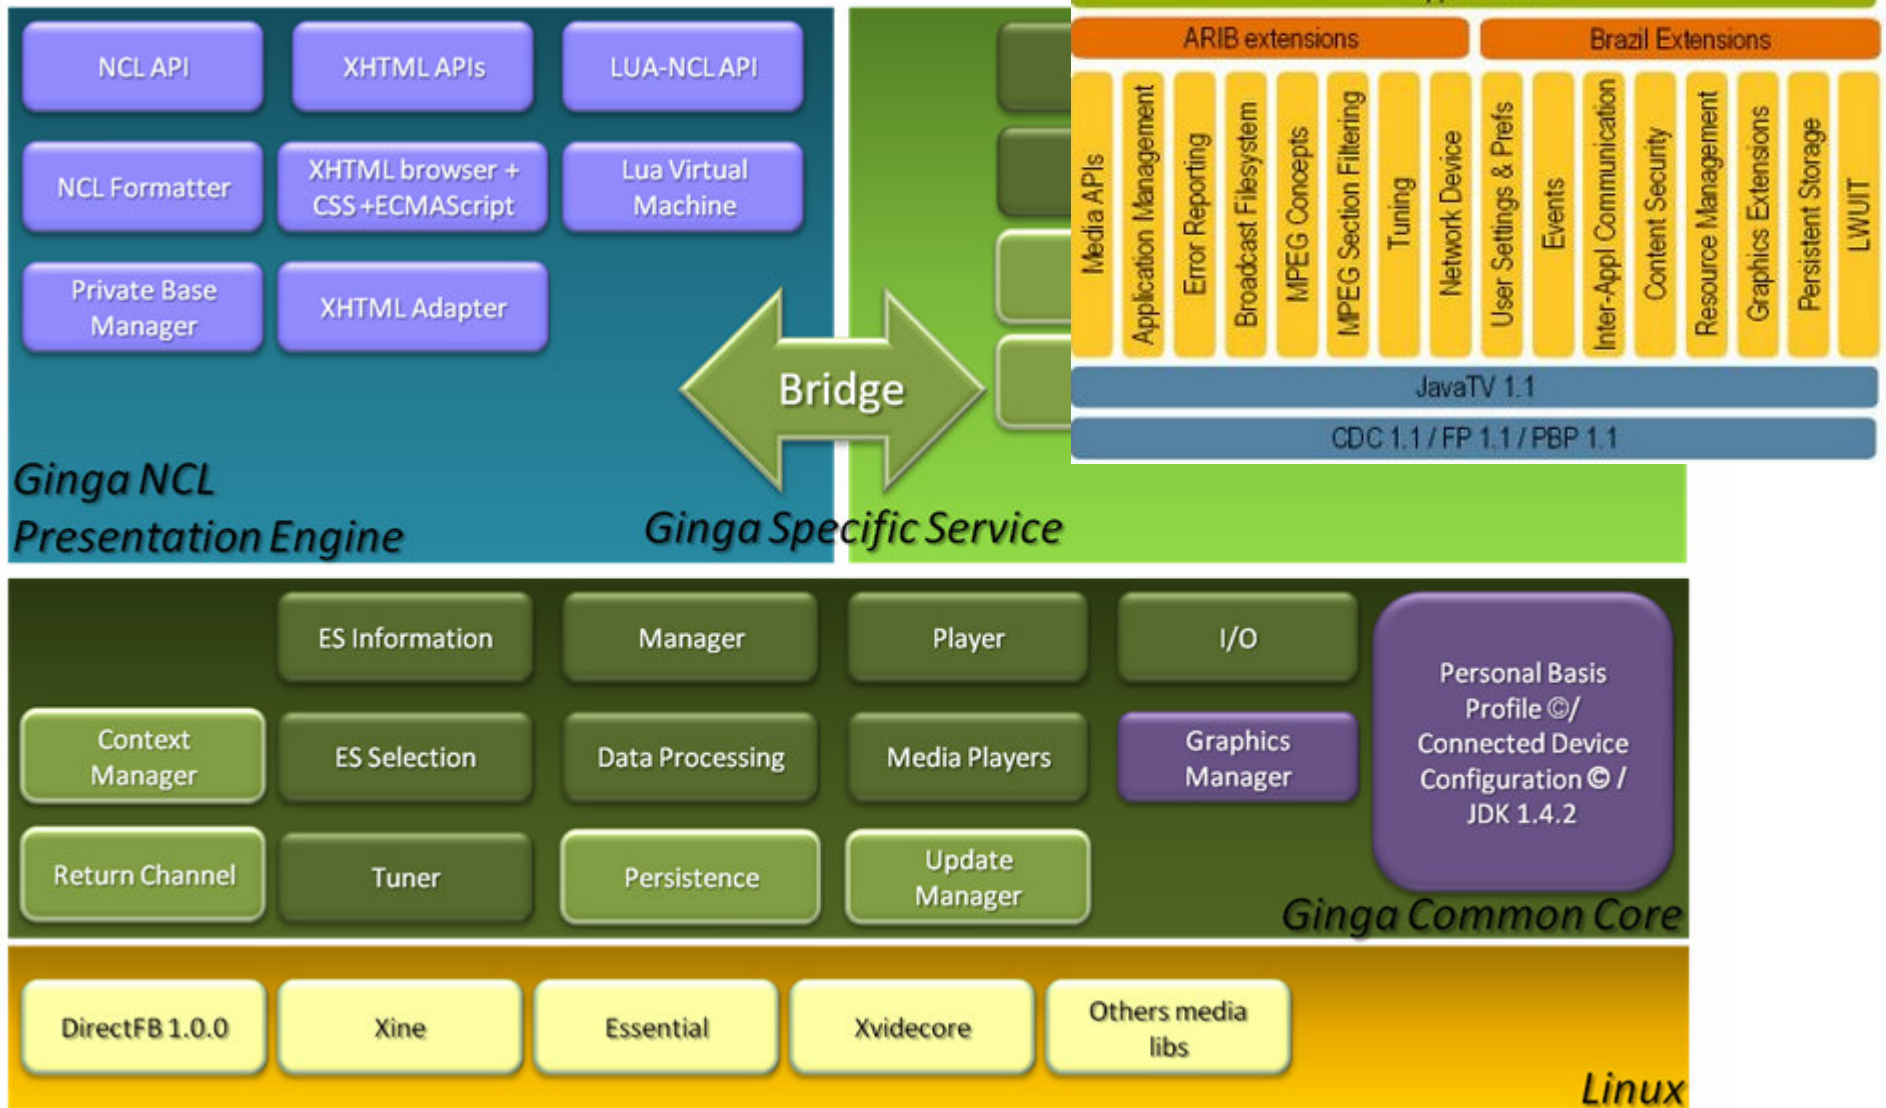 NCL API
XHTML APIs
LUA-NCL API
NCL Formatter
XHTML browser +
CSS +ECMAScript
Lua Virtual
Machine
Private Base
Manager
XHTML Adapter
Bridge
Ginga NCL
Presentation Engine
Ginga Specific Service
ARIB extensions
Brazil Extensions
Media APIs
Application Management
Error Reporting
Broadcast Filesystem
MPEG Concepts
MPEG Section Filtering
Tuning
Network Device
User Settings & Prefs
Events
Inter-Appl Communication
Content Security
Resource Management
Graphics Extensions
Persistent Storage
LWUIT
JavaTV 1.1
CDC 1.1 / FP 1.1 / PBP 1.1
ES Information
Manager
Player
I/O
Personal Basis
Profile ©/
Connected Device
Configuration © /
JDK 1.4.2
Context
Manager
ES Selection
Data Processing
Media Players
Graphics
Manager
Return Channel
Tuner
Persistence
Update
Manager
Ginga Common Core
DirectFB 1.0.0
Xine
Essential
Xvidecore
Others media
libs
Linux